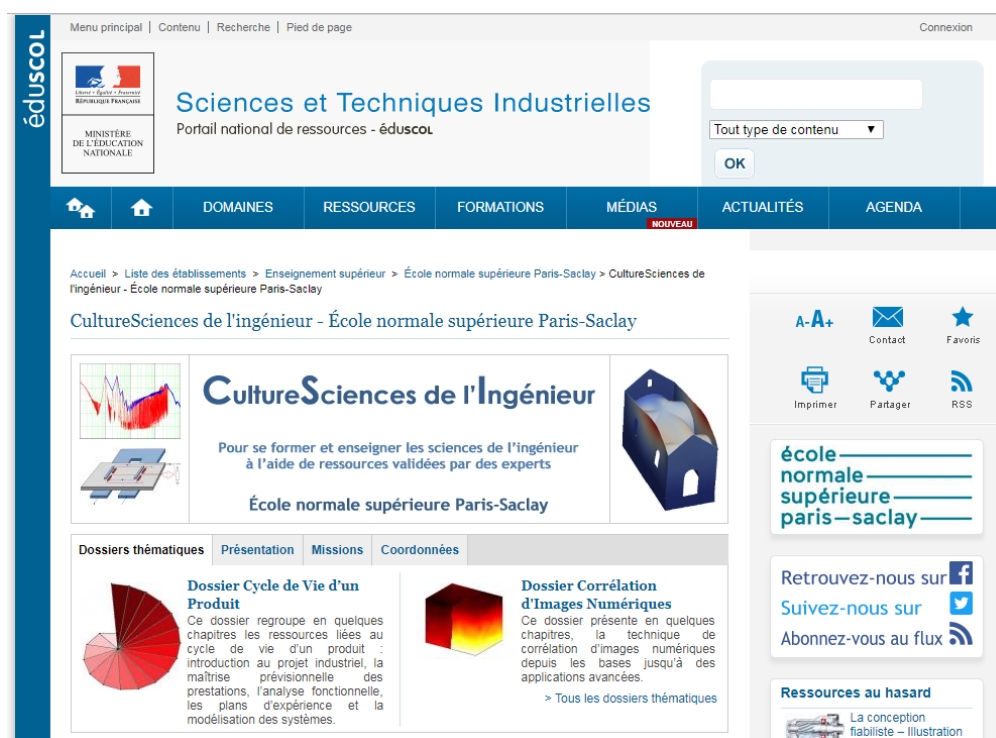 Menu principal | Contenu | Recherche | Pied de page
Connexion
éduscol
Liberté • Égalité • Fraternité
RÉPUBLIQUE FRANÇAISE
MINISTÈRE
DE L'ÉDUCATION
NATIONALE
Sciences et Techniques Industrielles
Portail national de ressources - éduscol
Tout type de contenu
OK
DOMAINES
RESSOURCES
FORMATIONS
MÉDIAS
NOUVEAU
ACTUALITÉS
AGENDA
Accueil > Liste des établissements > Enseignement supérieur > École normale supérieure Paris-Saclay > CultureSciences de
l'ingénieur - École normale supérieure Paris-Saclay
CultureSciences de l'ingénieur - École normale supérieure Paris-Saclay
CultureSciences de l'Ingénieur
Pour se former et enseigner les sciences de l'ingénieur
à l'aide de ressources validées par des experts
École normale supérieure Paris-Saclay
Dossiers thématiques
Présentation
Missions
Coordonnées
Dossier Cycle de Vie d'un
Produit
Ce dossier regroupe en quelques
chapitres les ressources liées au
cycle de vie d'un produit :
introduction au projet industriel, la
maîtrise prévisionnelle des
prestations, l'analyse fonctionnelle,
les plans d'expérience et la
modélisation des systèmes.
Dossier Corrélation
d'Images Numériques
Ce dossier présente en quelques
chapitres, la technique de
corrélation d'images numériques
depuis les bases jusqu'à des
applications avancées.
> Tous les dossiers thématiques
A-A+
Contact
Favoris
Imprimer
Partager
RSS
école
normale
supérieure
paris—saclay
Retrouvez-nous sur
Suivez-nous sur
Abonnez-vous au flux
Ressources au hasard
La conception
fiabiliste – Illustration